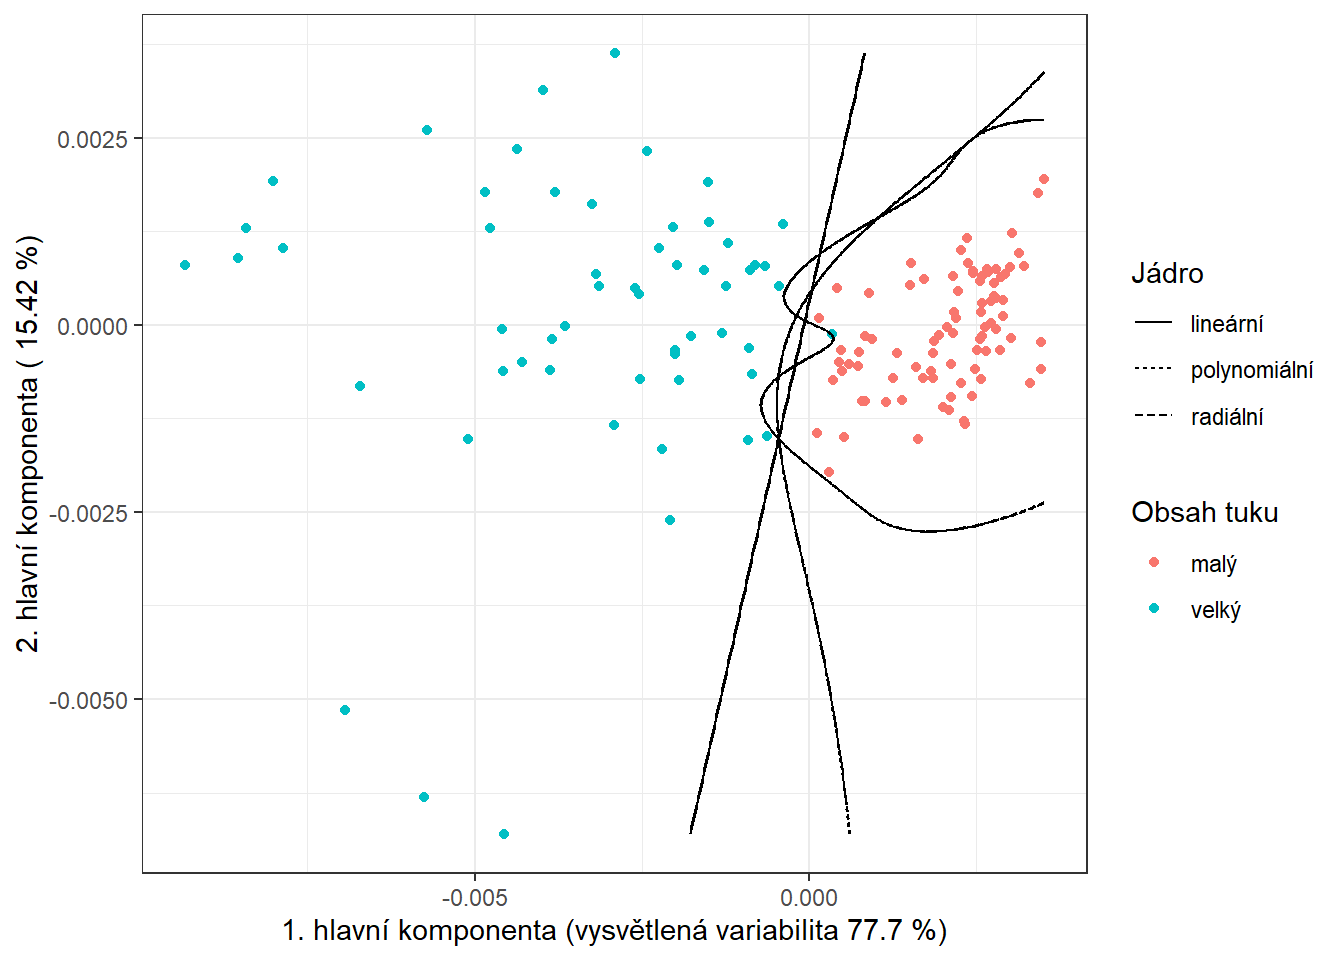 2. hlavní komponenta ( 15.42 %)
0.0025
0.0000
-0.0025
-0.0050
-0.005
0.000
1. hlavní komponenta (vysvětlená variabilita 77.7 %)
Jádro
lineární
polynomiální
radiální
Obsah tuku
malý
velký